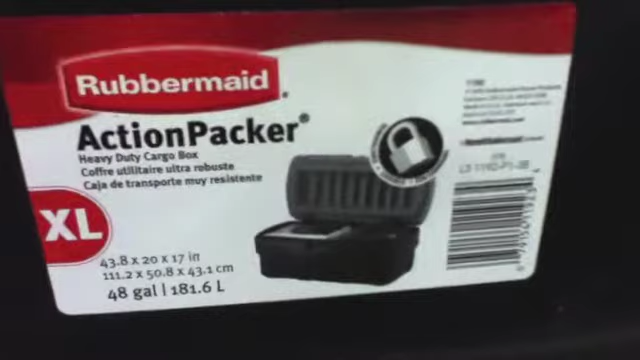 Rubbermaid®
ActionPacker®
Heavy Duty Cargo Box
Coffre utilitaire ultra robuste
Caja de transporte muy resistente
XL
43.8 x 20 x 17 in
111.2 x 50.8 x 43.1 cm
48 gal | 181.6 L